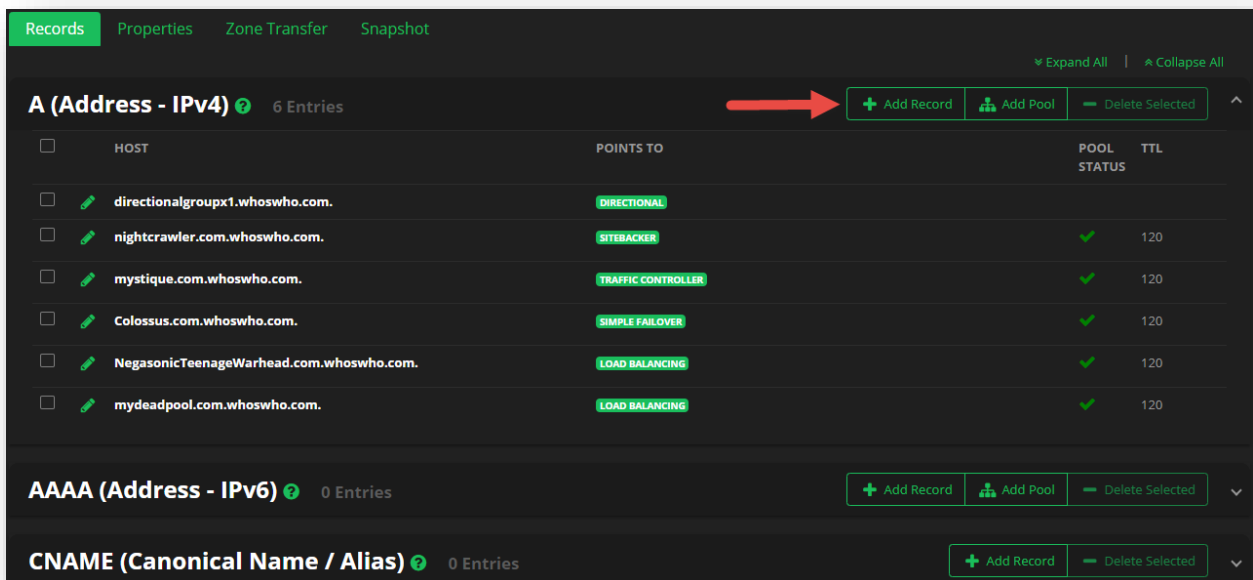 Records Properties Zone Transfer Snapshot
Expand All | Collapse All
A (Address - IPv4) ? 6 Entries Add Record Add Pool Delete Selected
HOST POINTS TO POOL STATUS TTL
directionalgroupx1.whoswho.com. DIRECTIONAL
nightcrawler.com.whoswho.com. SITEBACKER 120
mystique.com.whoswho.com. TRAFFIC CONTROLLER 120
Colossus.com.whoswho.com. SIMPLE FAILOVER 120
NegasonicTeenageWarhead.com.whoswho.com. LOAD BALANCING 120
mydeadpool.com.whoswho.com. LOAD BALANCING 120
AAAA (Address - IPv6) ? 0 Entries Add Record Add Pool Delete Selected
CNAME (Canonical Name / Alias) ? 0 Entries Add Record Delete Selected